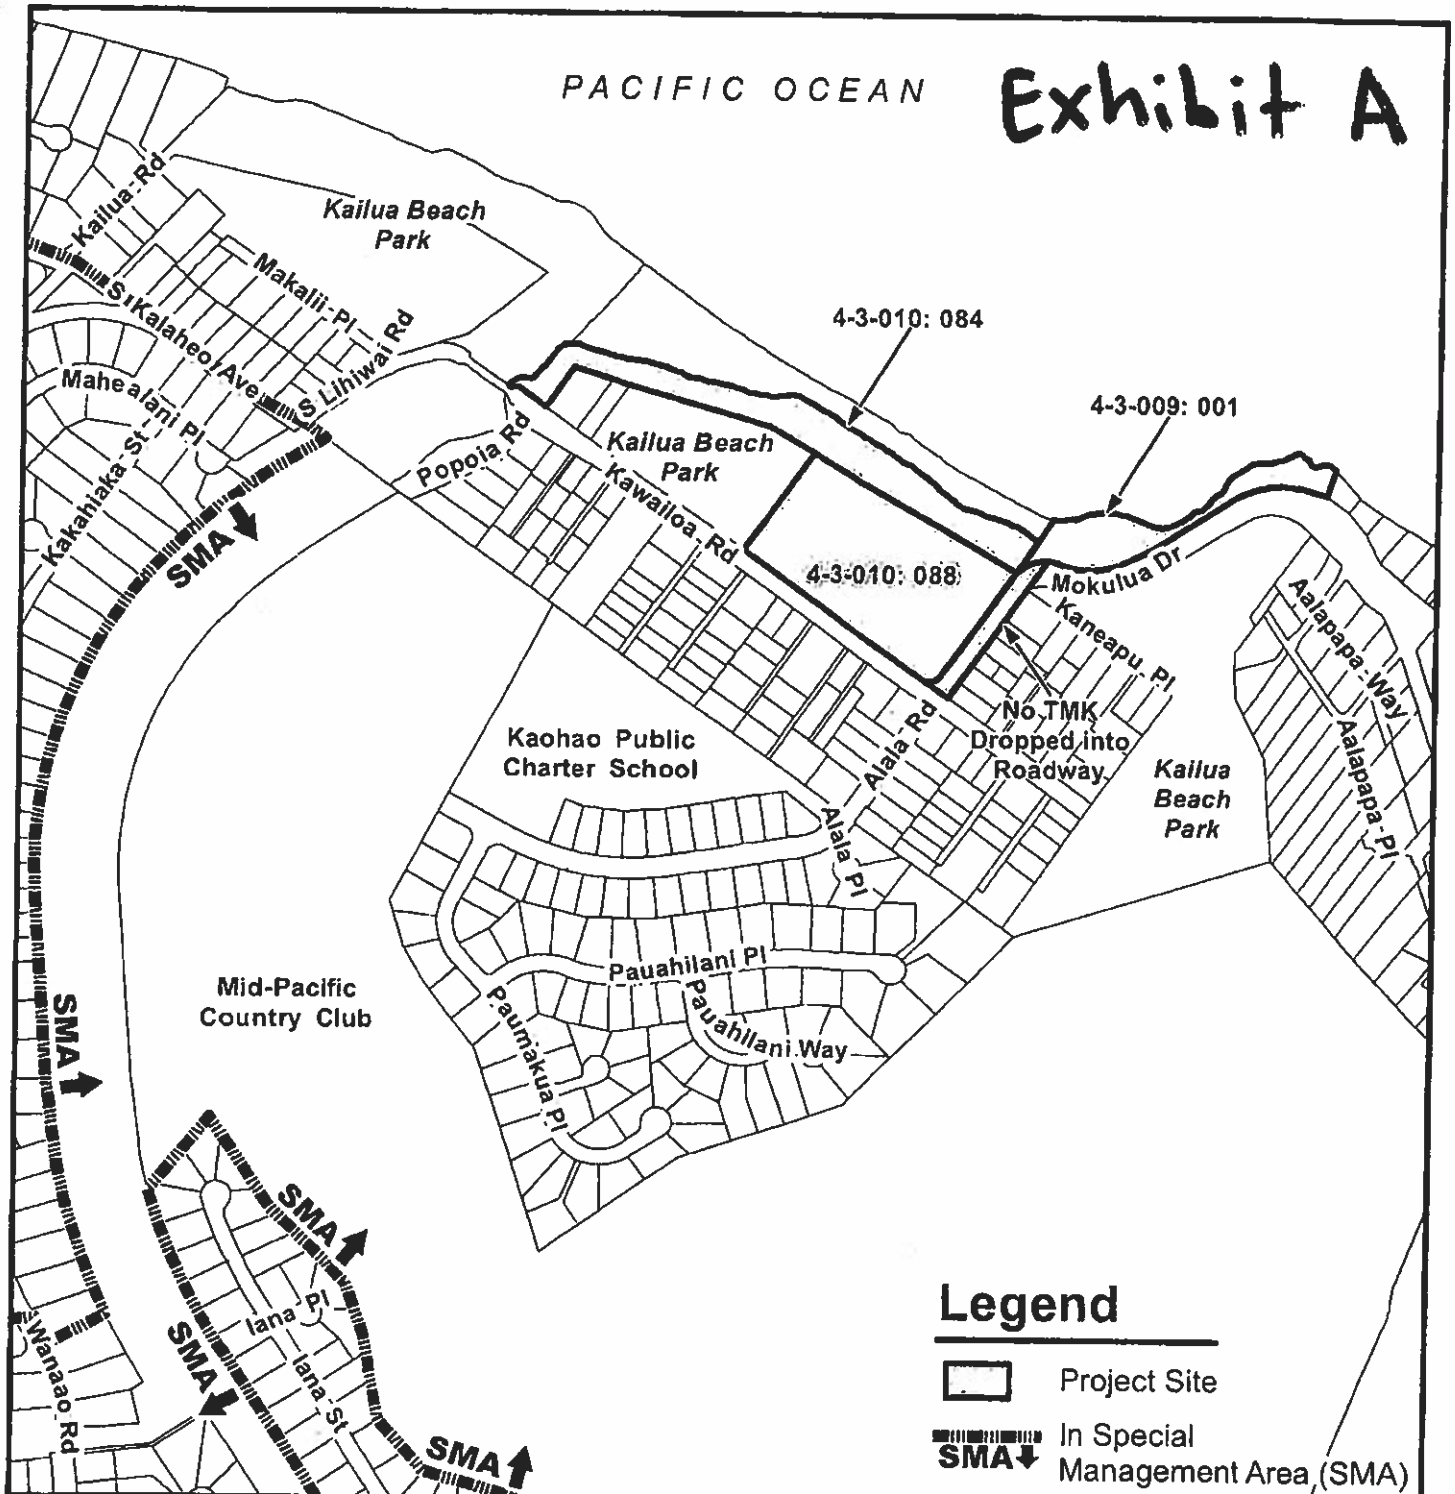 PACIFIC OCEAN
Exhibit A
Kailua Rd
Kailua Beach
Park
Makalii Pl
S Kalaheo Ave
S Lihiwai Rd
Mahealani Pl
Kakahiaka St
SMA
4-3-010: 084
4-3-009: 001
Popoia Rd
Kailua Beach
Park
Kawailoa Rd
4-3-010: 088
Mokulua Dr
Kaneapu Pl
Aalapapa Way
Aalapapa Pl
No TMK
Dropped into
Roadway
Kailua
Beach
Park
Kaohao Public
Charter School
Alala Rd
Alala Pl
Mid-Pacific
Country Club
SMA
Pauahilani Pl
Pauahilani Way
Paumakua Pl
SMA
Iana Pl
Iana St
SMA
Wanaao Rd
SMA
Legend
Project Site
SMA
In Special
Management Area (SMA)